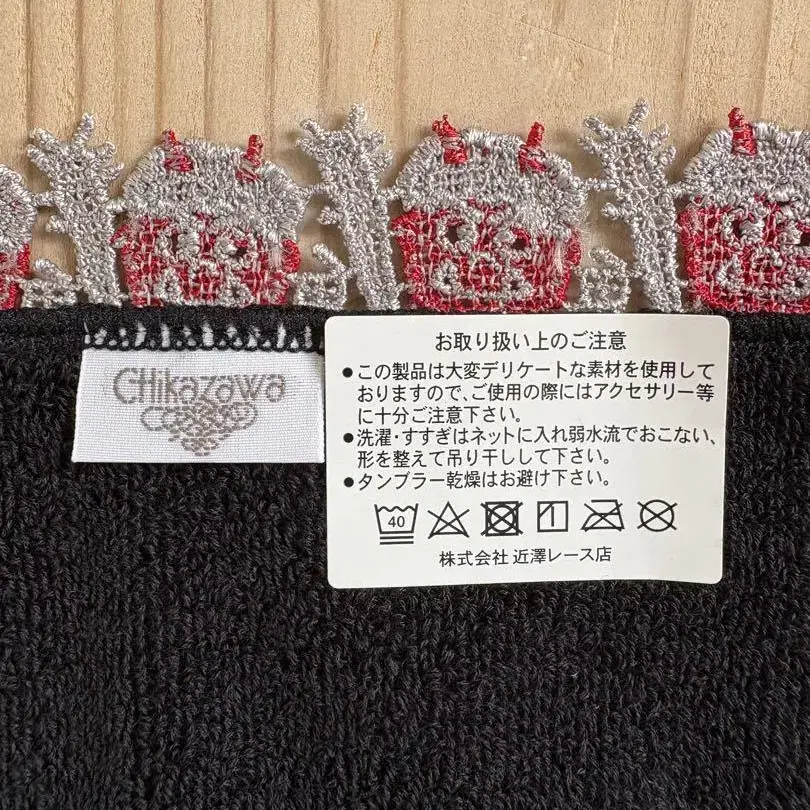 CHikazawa
お取り扱い上のご注意
●この製品は大変デリケートな素材を使用して
おりますので、ご使用の際にはアクセサリー等
に十分ご注意下さい。
●洗濯・すすぎはネットに入れ弱水流でおこない、
形を整えて吊り干しして下さい。
●タンブラー乾燥はお避け下さい。
40
株式会社 近澤レース店